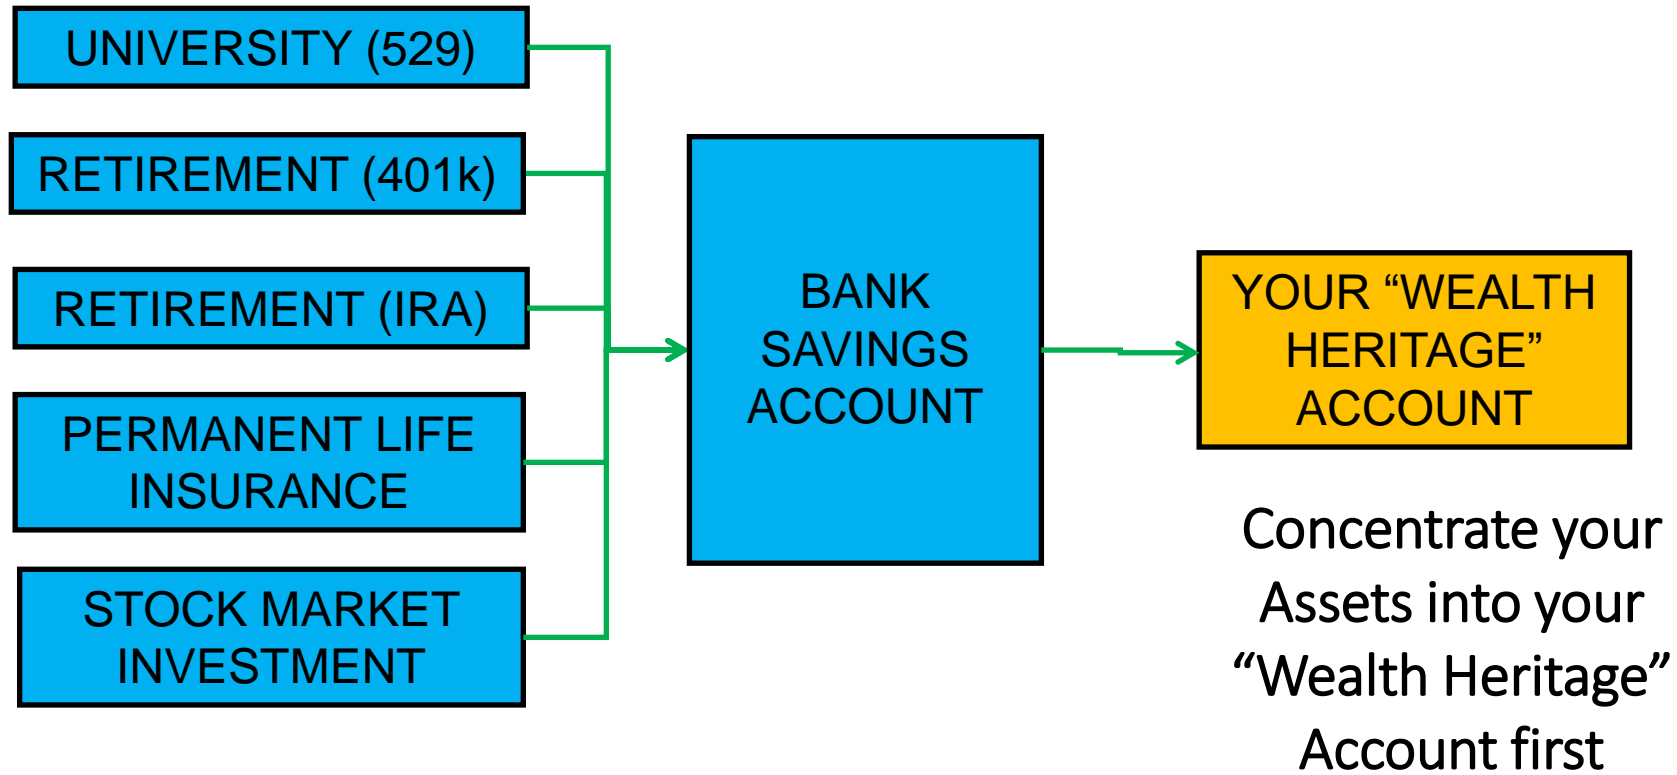 UNIVERSITY (529)
RETIREMENT (401k)
RETIREMENT (IRA)
PERMANENT LIFE
INSURANCE
STOCK MARKET
INVESTMENT
BANK
SAVINGS
ACCOUNT
YOUR “WEALTH
HERITAGE”
ACCOUNT
Concentrate your
Assets into your
“Wealth Heritage”
Account first